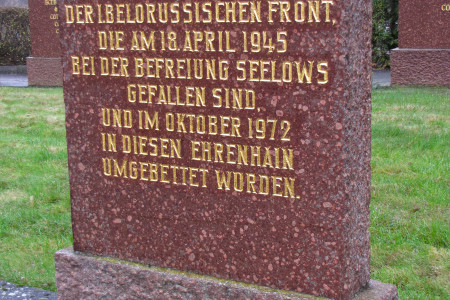 DER I.BELORUSSISCHEN FRONT,
DIE AM 18.APRIL 1945
BEI DER BEFREIUNG SEELOWS
GEFALLEN SIND,
UND IM OKTOBER 1972
IN DIESEN EHRENHAIN
UMGEBETTET WURDEN.